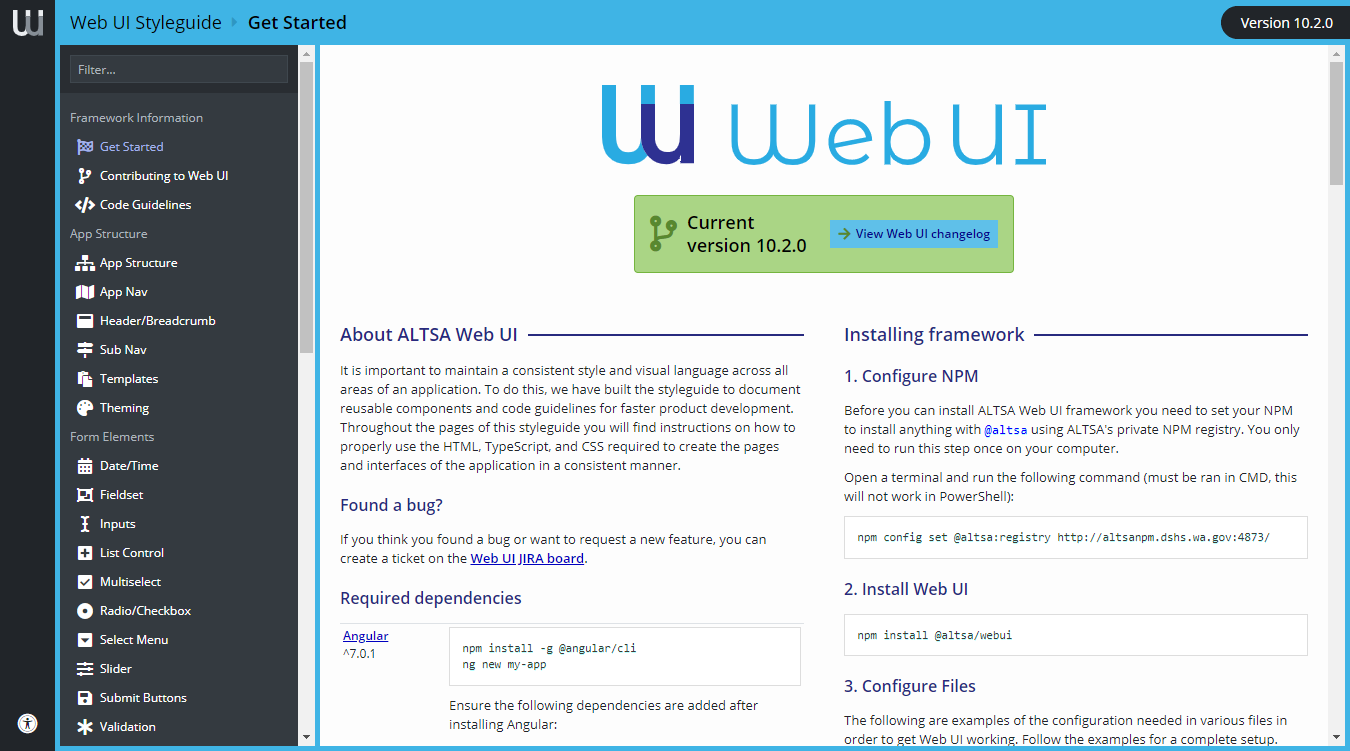 Web UI Styleguide Get Started
Version 10.2.0
Filter...
Framework Information
Get Started
Contributing to Web UI
Code Guidelines
App Structure
App Structure
App Nav
Header/Breadcrumb
Sub Nav
Templates
Theming
Form Elements
Date/Time
Fieldset
Inputs
List Control
Multiselect
Radio/Checkbox
Select Menu
Slider
Submit Buttons
Validation
Web UI
Current
version 10.2.0
View Web UI changelog
About ALTSA Web UI
It is important to maintain a consistent style and visual language across all
areas of an application. To do this, we have built the styleguide to document
reusable components and code guidelines for faster product development.
Throughout the pages of this styleguide you will find instructions on how to
properly use the HTML, TypeScript, and CSS required to create the pages
and interfaces of the application in a consistent manner.
Found a bug?
If you think you found a bug or want to request a new feature, you can
create a ticket on the Web UI JIRA board.
Required dependencies
Angular
^7.0.1
npm install -g @angular/cli
ng new my-app
Ensure the following dependencies are added after
installing Angular:
Installing framework
1. Configure NPM
Before you can install ALTSA Web UI framework you need to set your NPM
to install anything with @altsa using ALTSA's private NPM registry. You only
need to run this step once on your computer.
Open a terminal and run the following command (must be ran in CMD, this
will not work in PowerShell):
npm config set @altsa:registry http://altsanpm.dshs.wa.gov:4873/
2. Install Web UI
npm install @altsa/webui
3. Configure Files
The following are examples of the configuration needed in various files in
order to get Web UI working. Follow the examples for a complete setup.